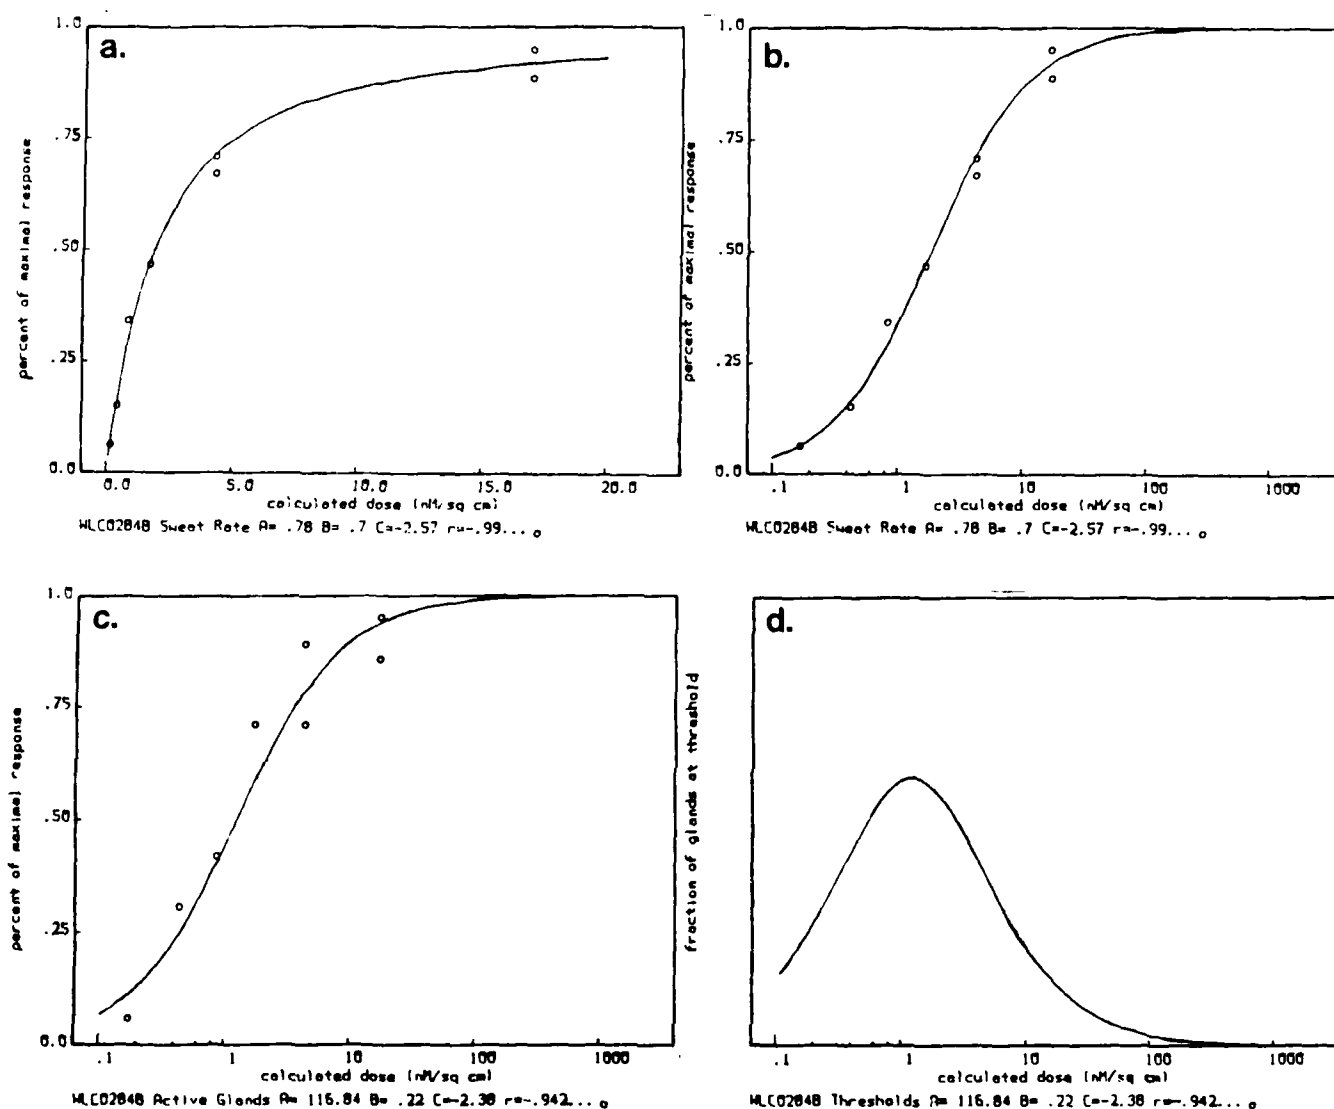 a.
1.0
.75
.50
.25
0.0
percent of maximal response
0.0 5.0 10.0 15.0 20.0
calculated dose (nM/sq cm)
WLC0284B Sweat Rate A= .78 B= .7 C=-2.57 r=-.99... o
b.
1.0
.75
.50
.25
0.0
percent of maximal response
.1 1 10 100 1000
calculated dose (nM/sq cm)
WLC0284B Sweat Rate A= .78 B= .7 C=-2.57 r=-.99... o
c.
1.0
.75
.50
.25
0.0
percent of maximal response
.1 1 10 100 1000
calculated dose (nM/sq cm)
WLC0284B Active Glands A= 116.84 B= .22 C=-2.38 r=-.942... o
d.
fraction of glands at threshold
.1 1 10 100 1000
calculated dose (nM/sq cm)
WLC0284B Thresholds A= 116.84 B= .22 C=-2.38 r=-.942... o